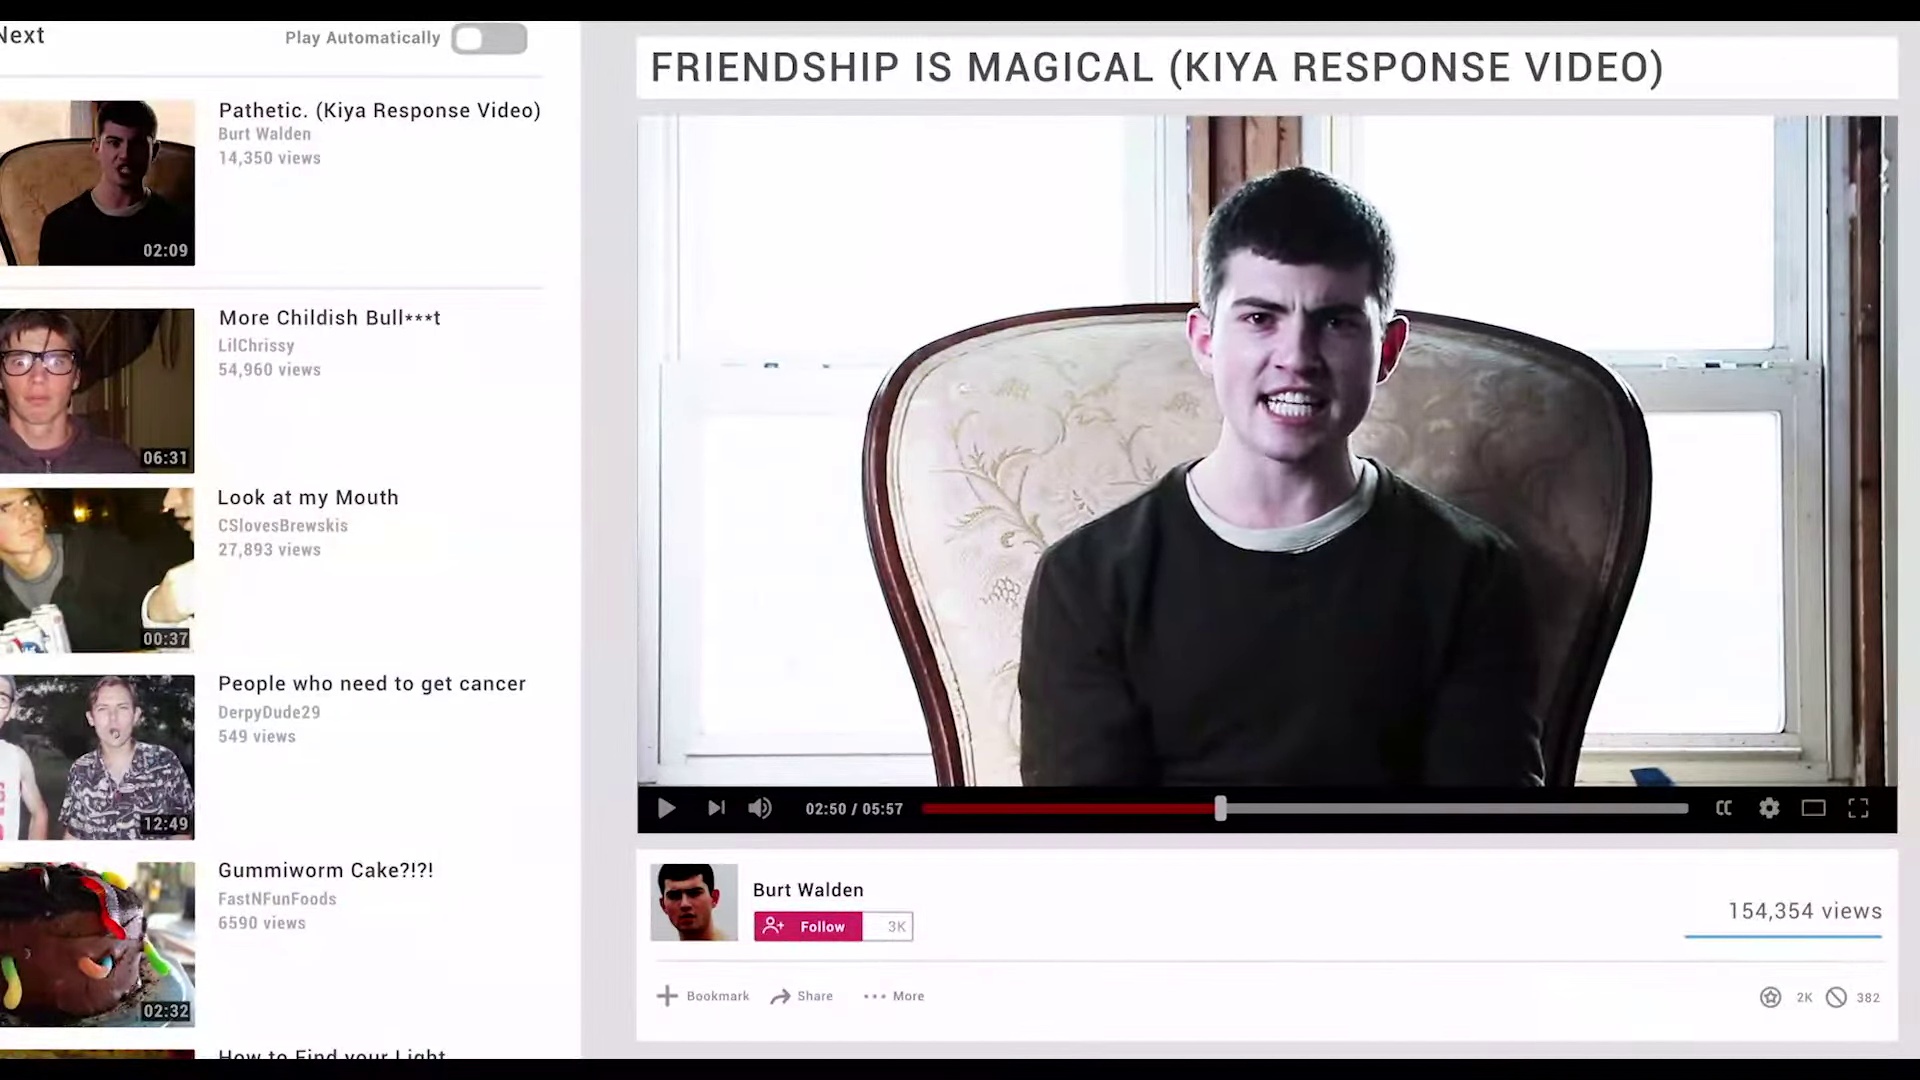 Next
Play Automatically
Pathetic. (Kiya Response Video)
Burt Walden
14,350 views
02:09
More Childish Bull***t
LilChrissy
54,960 views
06:31
Look at my Mouth
CSlovesBrewskis
27,893 views
00:37
People who need to get cancer
DerpyDude29
549 views
12:49
Gummiworm Cake?!?!
FastNFunFoods
6590 views
02:32
How to Find your Light
FRIENDSHIP IS MAGICAL (KIYA RESPONSE VIDEO)
02:50 / 05:57
CC
Burt Walden
Follow 3K
154,354 views
Bookmark Share More
2K 382